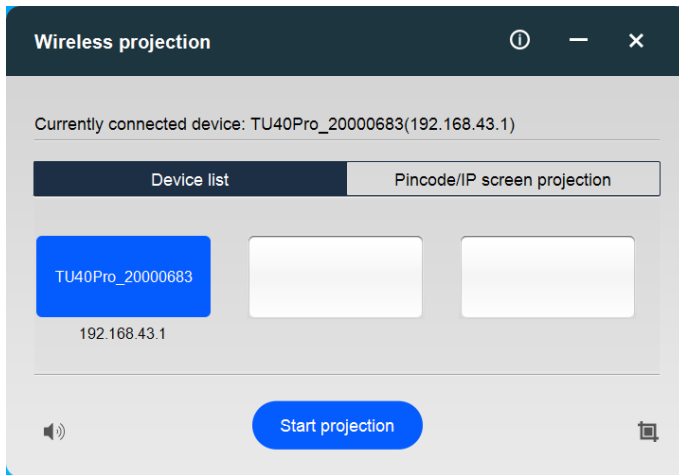 Wireless projection
Currently connected device: TU40Pro_20000683(192.168.43.1)
Device list
Pincode/IP screen projection
TU40Pro_20000683
192.168.43.1
Start projection